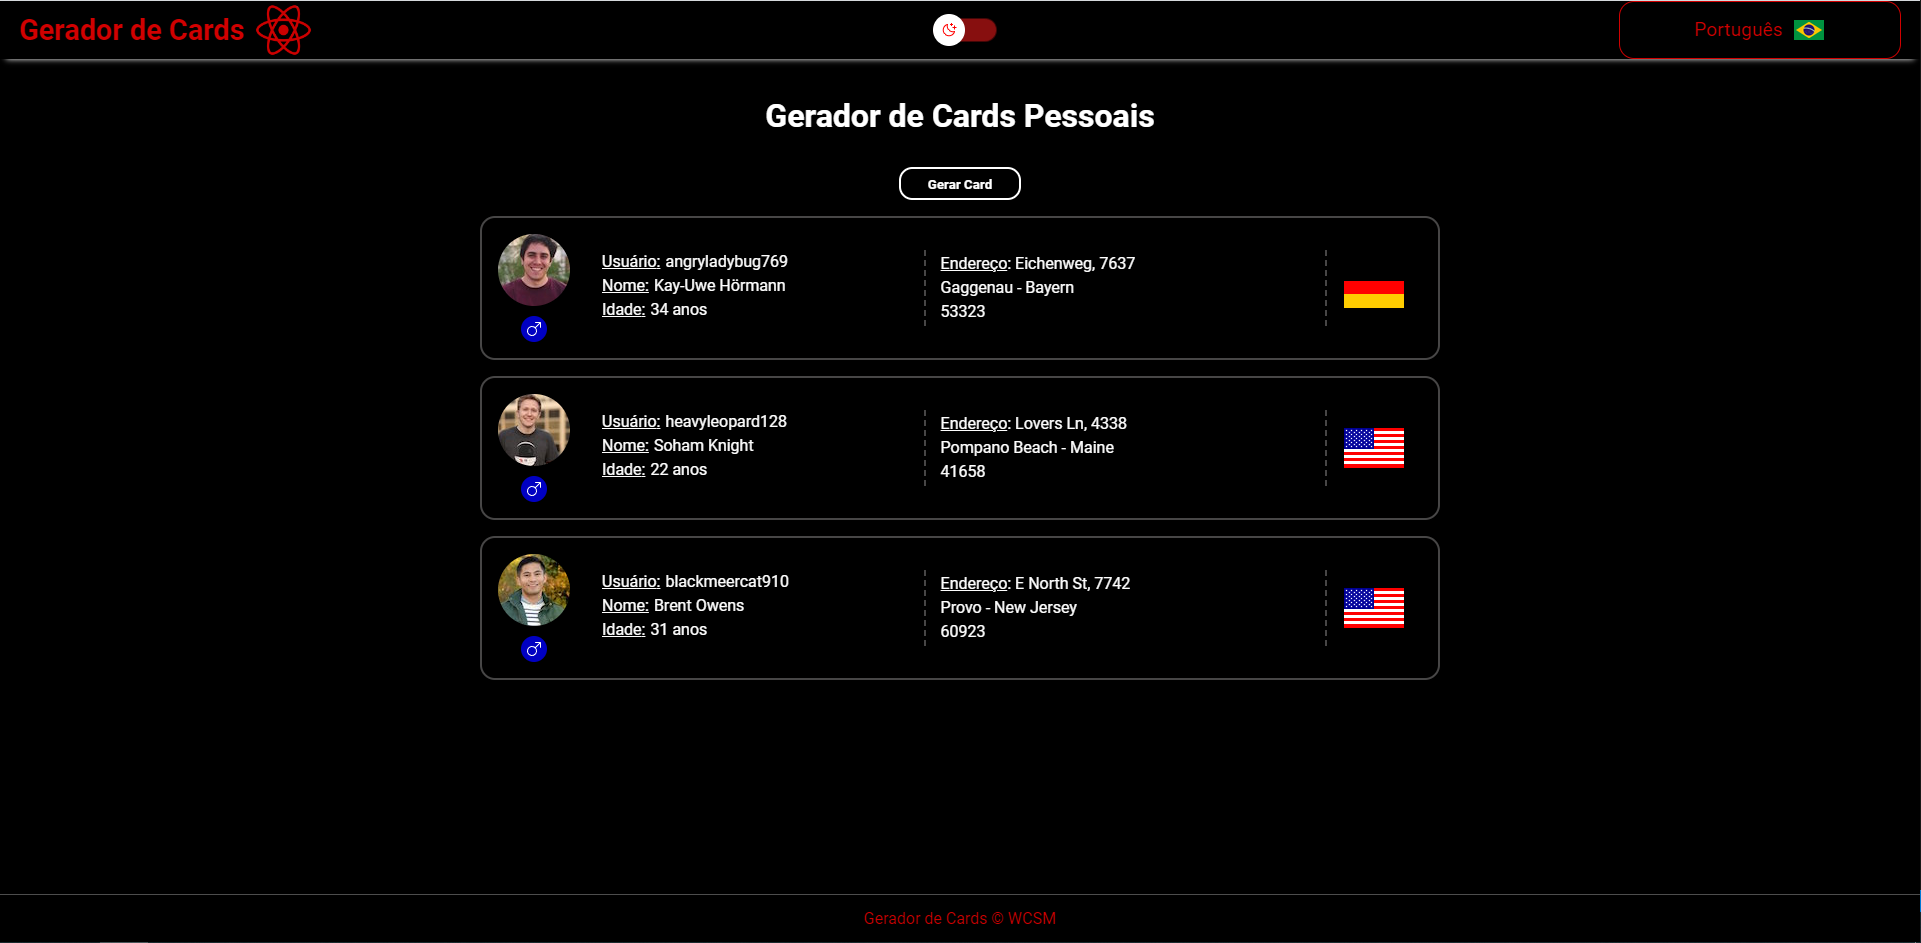 Gerador de Cards
Português
Gerador de Cards Pessoais
Gerar Card
Usuário: angryladybug769
Nome: Kay-Uwe Hörmann
Idade: 34 anos
Endereço: Eichenweg, 7637
Gaggenau - Bayern
53323
Usuário: heavyleopard128
Nome: Soham Knight
Idade: 22 anos
Endereço: Lovers Ln, 4338
Pompano Beach - Maine
41658
Usuário: blackmeercat910
Nome: Brent Owens
Idade: 31 anos
Endereço: E North St, 7742
Provo - New Jersey
60923
Gerador de Cards © WCSM